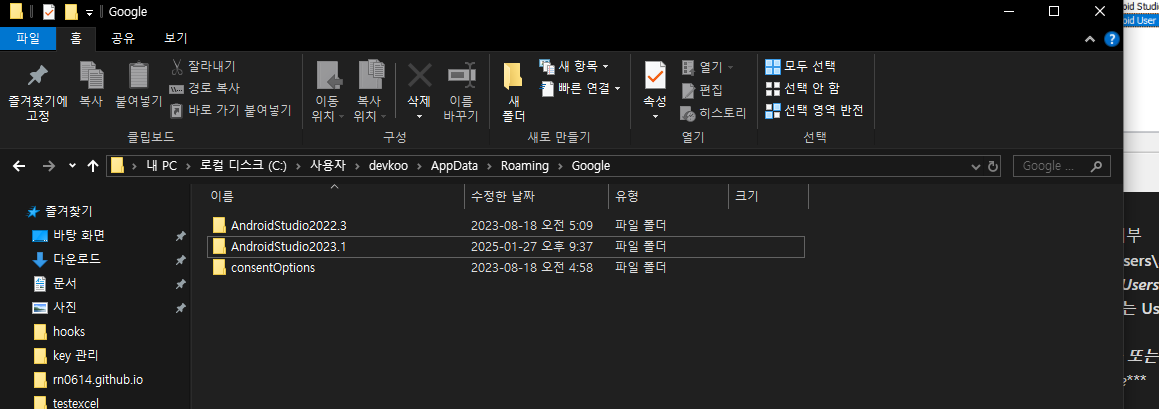 Google
파일 홈 공유 보기
즐겨찾기에 고정
복사
붙여넣기
잘라내기
경로 복사
바로 가기 붙여넣기
클립보드
이동 위치
복사 위치
삭제
이름 바꾸기
구성
새 폴더
새 항목
빠른 연결
새로 만들기
속성
열기
편집
히스토리
열기
모두 선택
선택 안 함
선택 영역 반전
선택
내 PC > 로컬 디스크 (C:) > 사용자 > devkoo > AppData > Roaming > Google
Google ...
이름 수정한 날짜 유형 크기
AndroidStudio2022.3 2023-08-18 오전 5:09 파일 폴더
AndroidStudio2023.1 2025-01-27 오후 9:37 파일 폴더
consentOptions 2023-08-18 오전 4:58 파일 폴더
즐겨찾기
바탕 화면
다운로드
문서
사진
hooks
key 관리
rn0614.github.io
testexcel
oid Studio
oid User
부
sers\
Users
는 Us
또는
e***